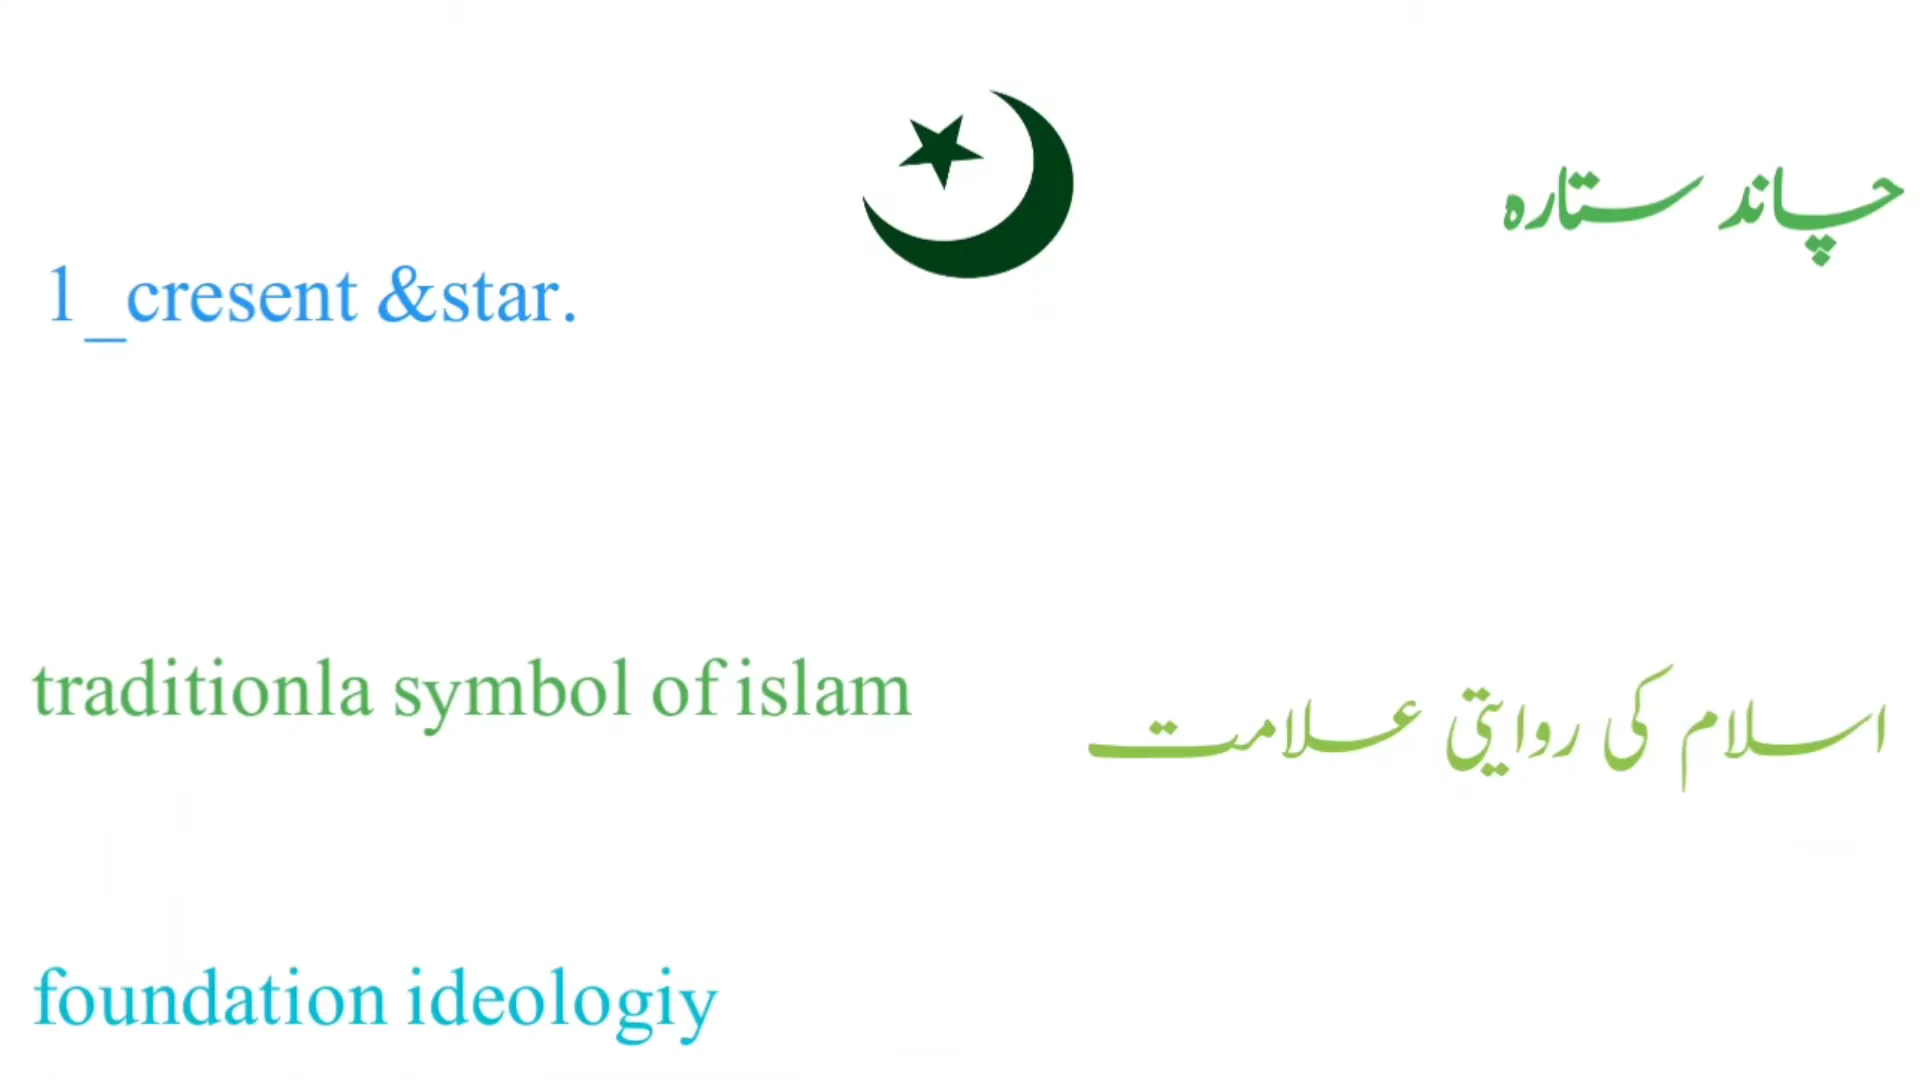 چاند ستارہ
1_cresent &star.
traditionla symbol of islam
اسلام کی روایتی علامت
foundation ideologiy